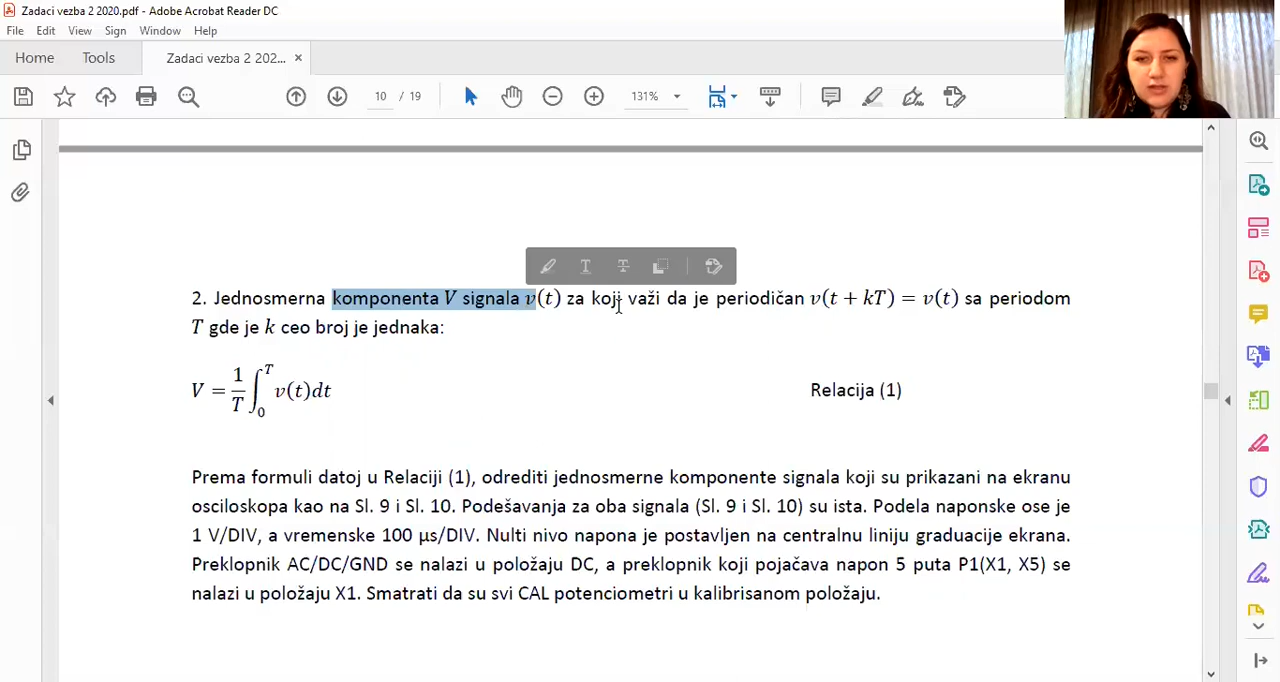 Zadaci vezba 2 2020.pdf - Adobe Acrobat Reader DC
File Edit View Sign Window Help
Home Tools Zadaci vezba 2 202... ×
10 / 19 131%
2. Jednosmerna komponenta V signala v(t) za koji važi da je periodičan v(t + kT) = v(t) sa periodom
T gde je k ceo broj je jednaka:
V = 1/T ∫₀ᵀ v(t)dt Relacija (1)
Prema formuli datoj u Relaciji (1), odrediti jednosmerne komponente signala koji su prikazani na ekranu
osciloskopa kao na Sl. 9 i Sl. 10. Podešavanja za oba signala (Sl. 9 i Sl. 10) su ista. Podela naponske ose je
1 V/DIV, a vremenske 100 μs/DIV. Nulti nivo napona je postavljen na centralnu liniju graduacije ekrana.
Preklopnik AC/DC/GND se nalazi u položaju DC, a preklopnik koji pojačava napon 5 puta P1(X1, X5) se
nalazi u položaju X1. Smatrati da su svi CAL potenciometri u kalibrisanom položaju.